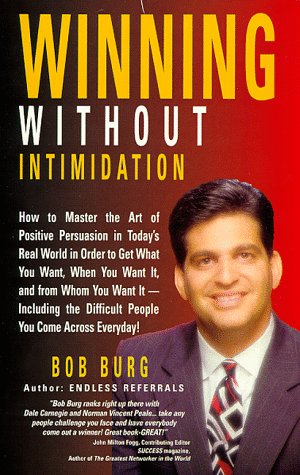 WINNING
WITHOUT
INTIMIDATION
How to Master the Art of
Positive Persuasion in Today's
Real World in Order to Get What
You Want, When You Want It,
and from Whom You Want It —
Including the Difficult People
You Come Across Everyday!
BOB BURG
Author: ENDLESS REFERRALS
"Bob Burg ranks right up there with
Dale Carnegie and Norman Vincent Peale... take any
people challenge you face and have everybody
come out a winner! Great book-GREAT!"
John Milton Fogg, Contributing Editor
SUCCESS magazine,
Author of The Greatest Networker in the World